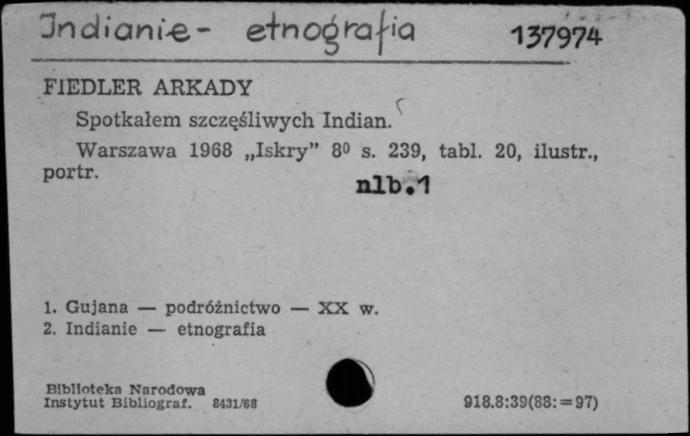 Indianie - etnografia 137974
FIEDLER ARKADY
Spotkałem szczęśliwych Indian.
Warszawa 1968 „Iskry” 8⁰ s. 239, tabl. 20, ilustr.,
portr.
nlb.1
1. Gujana — podróżnictwo — XX w.
2. Indianie — etnografia
Biblioteka Narodowa
Instytut Bibliograf. 8431/68
918.8:39(88:=97)